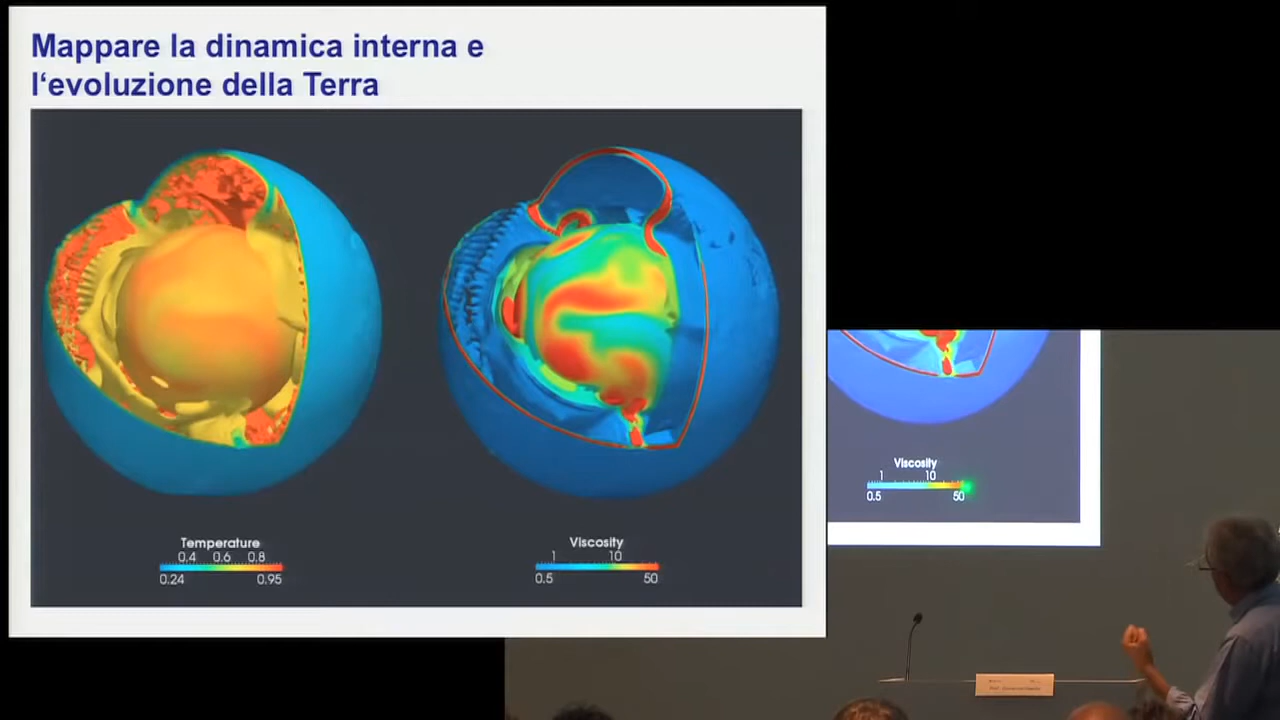 Mappare la dinamica interna e
l‘evoluzione della Terra
Temperature
0.4 0.6 0.8
0.24 0.95
Viscosity
1 10
0.5 50
Viscosity
1 10
0.5 50
Prof.